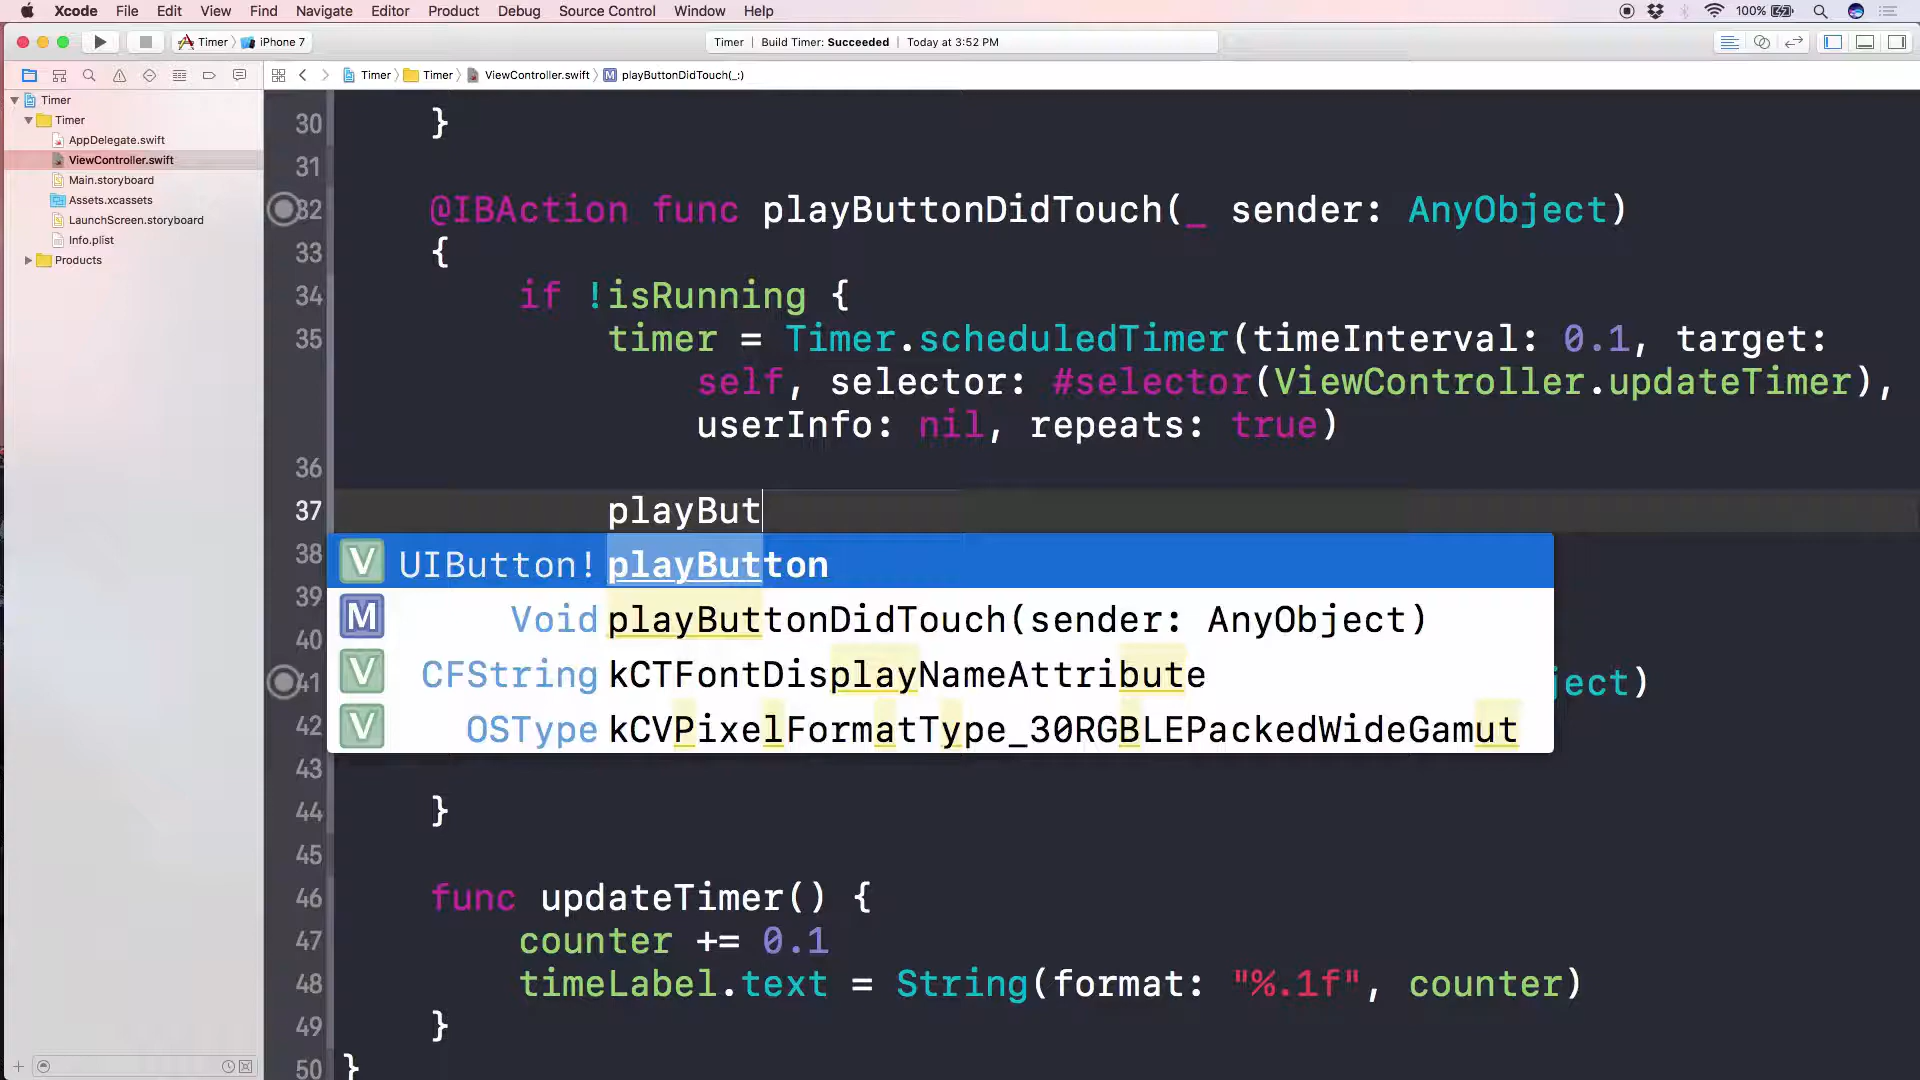 Xcode File Edit View Find Navigate Editor Product Debug Source Control Window Help 100%
Timer iPhone 7 Timer Build Timer: Succeeded Today at 3:52 PM
Timer Timer ViewController.swift M playButtonDidTouch(_:)
Timer
Timer
AppDelegate.swift
ViewController.swift
Main.storyboard
Assets.xcassets
LaunchScreen.storyboard
Info.plist
Products
30 }
31
32 @IBAction func playButtonDidTouch(_ sender: AnyObject)
33 {
34 if !isRunning {
35 timer = Timer.scheduledTimer(timeInterval: 0.1, target:
self, selector: #selector(ViewController.updateTimer),
userInfo: nil, repeats: true)
36
37 playBut
38 V UIButton! playButton
39 M Void playButtonDidTouch(sender: AnyObject)
40 V CFString kCTFontDisplayNameAttribute
41 ject)
42 V OSType kCVPixelFormatType_30RGBLEPackedWideGamut
43
44 }
45
46 func updateTimer() {
47 counter += 0.1
48 timeLabel.text = String(format: "%.1f", counter)
49 }
50 }